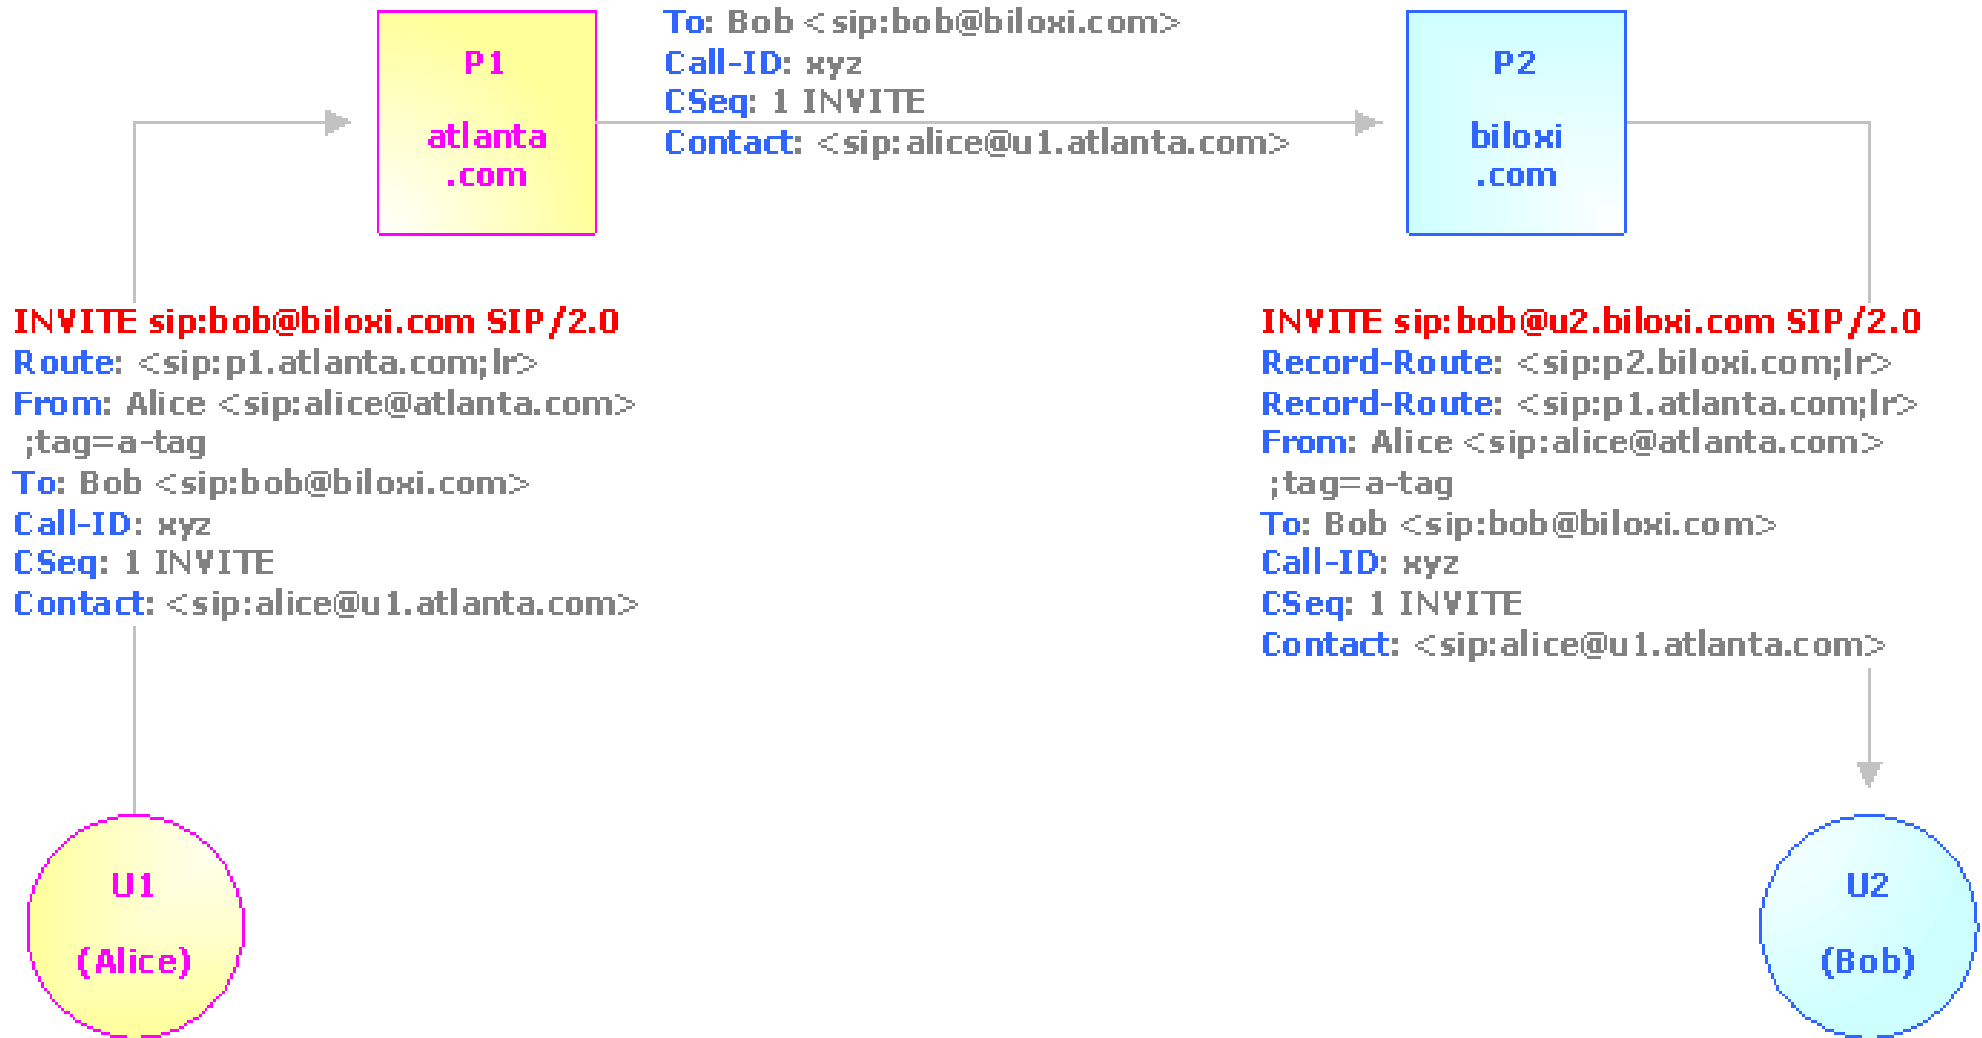 P1
atlanta
.com
To: Bob <sip:bob@biloxi.com>
Call-ID: xyz
CSeq: 1 INVITE
Contact: <sip:alice@u1.atlanta.com>
P2
biloxi
.com
INVITE sip:bob@biloxi.com SIP/2.0
Route: <sip:p1.atlanta.com;lr>
From: Alice <sip:alice@atlanta.com>
;tag=a-tag
To: Bob <sip:bob@biloxi.com>
Call-ID: xyz
CSeq: 1 INVITE
Contact: <sip:alice@u1.atlanta.com>
INVITE sip:bob@u2.biloxi.com SIP/2.0
Record-Route: <sip:p2.biloxi.com;lr>
Record-Route: <sip:p1.atlanta.com;lr>
From: Alice <sip:alice@atlanta.com>
;tag=a-tag
To: Bob <sip:bob@biloxi.com>
Call-ID: xyz
CSeq: 1 INVITE
Contact: <sip:alice@u1.atlanta.com>
U1
(Alice)
U2
(Bob)